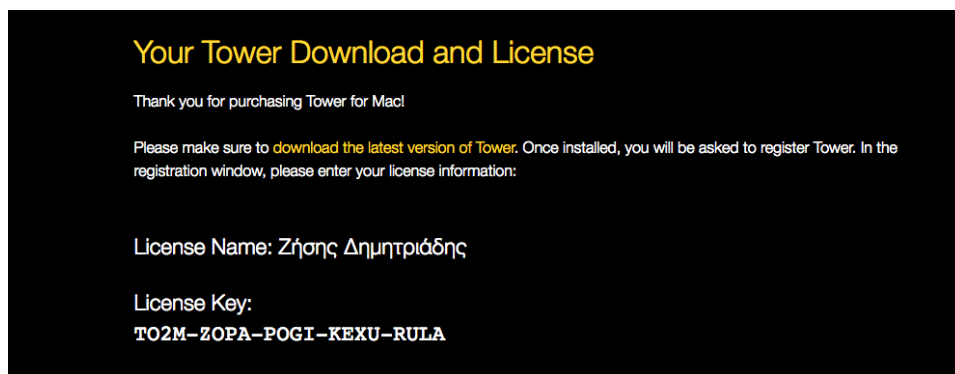 Your Tower Download and License
Thank you for purchasing Tower for Mac!
Please make sure to download the latest version of Tower. Once installed, you will be asked to register Tower. In the
registration window, please enter your license information:
License Name: Ζήσης Δημητριάδης
License Key:
TO2M-ZOPA-POGI-KEXU-RULA